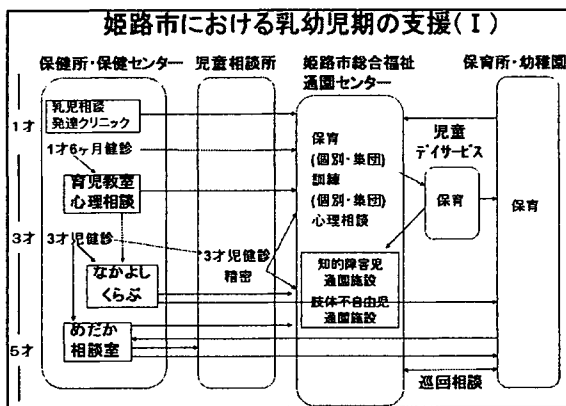 姫路市における乳幼児期の支援(Ⅰ)
保健所・保健センター
児童相談所
姫路市総合福祉
通園センター
保育所・幼稚園
1才
3才
5才
乳児相談
発達クリニック
1才6ヶ月健診
育児教室
心理相談
3才児健診
なかよし
くらぶ
めだか
相談室
3才児健診
精密
保育
(個別・集団)
訓練
(個別・集団)
心理相談
知的障害児
通園施設
肢体不自由児
通園施設
児童
デイサービス
保育
保育
巡回相談